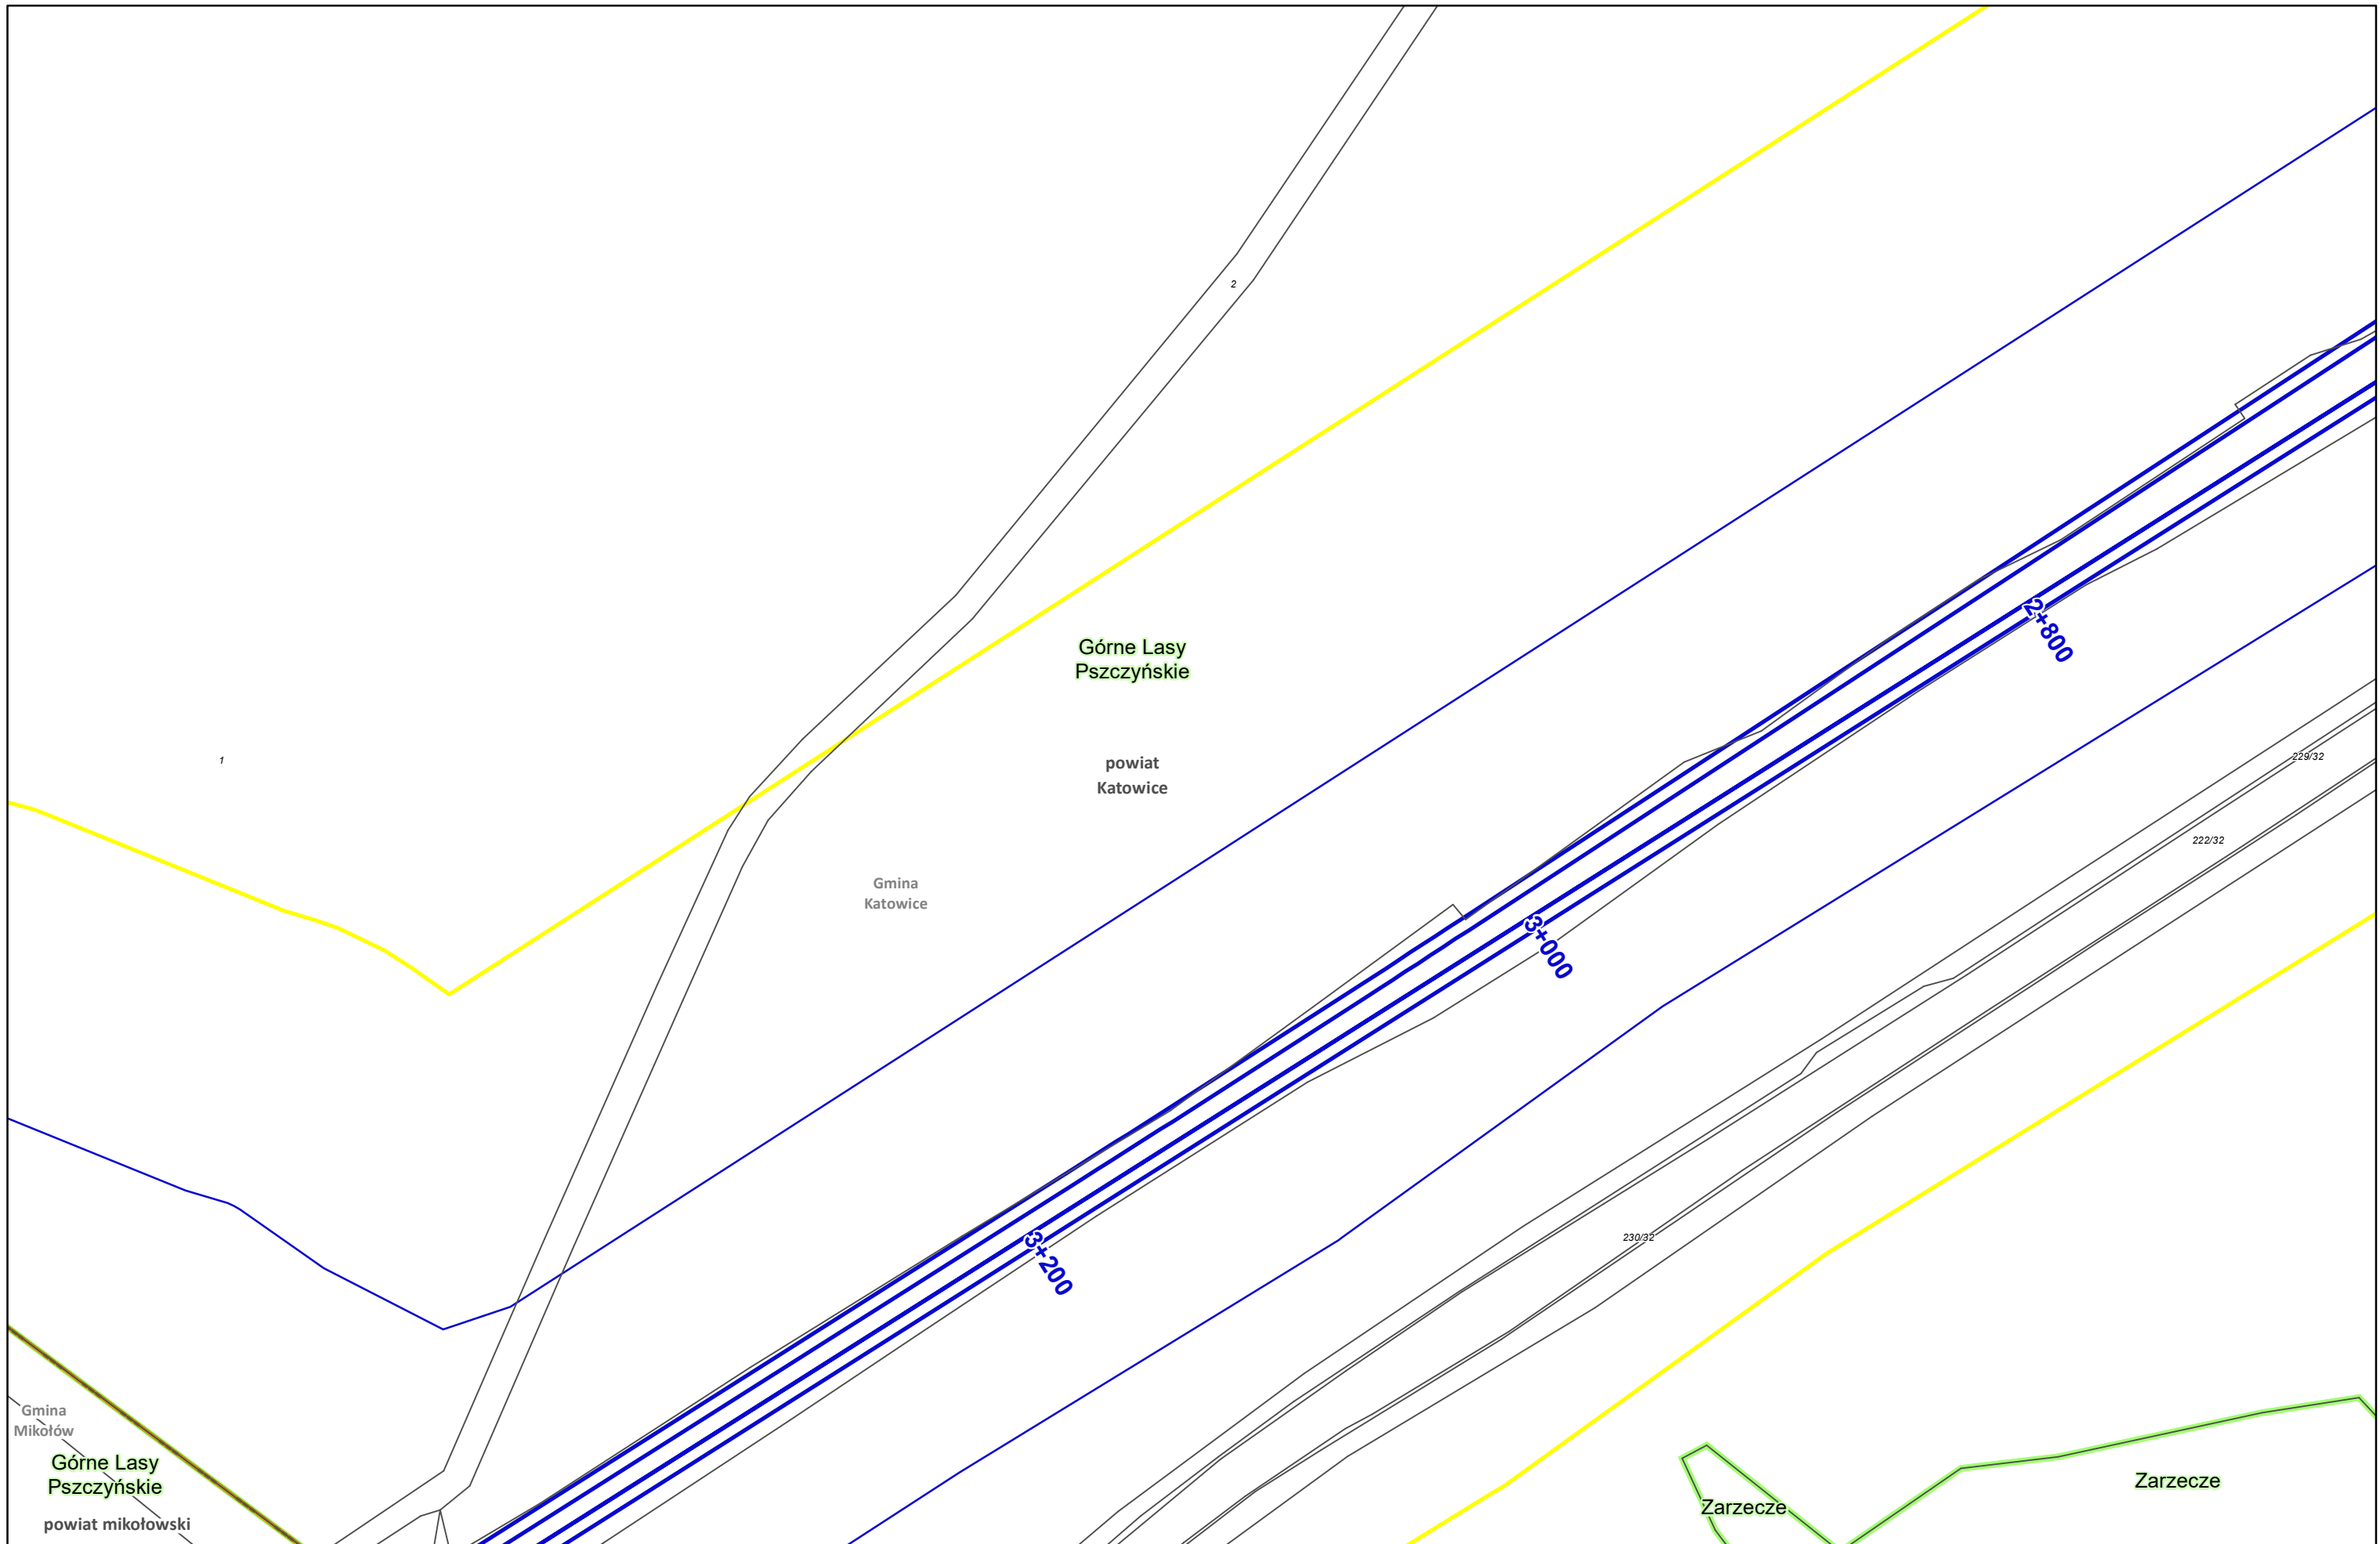 2
Górne Lasy
Pszczyńskie
2+800
powiat
Katowice
1
229/32
222/32
Gmina
Katowice
3+000
230/32
3+200
Gmina
Mikołów
Górne Lasy
Pszczyńskie
powiat mikołowski
Zarzecze
Zarzecze